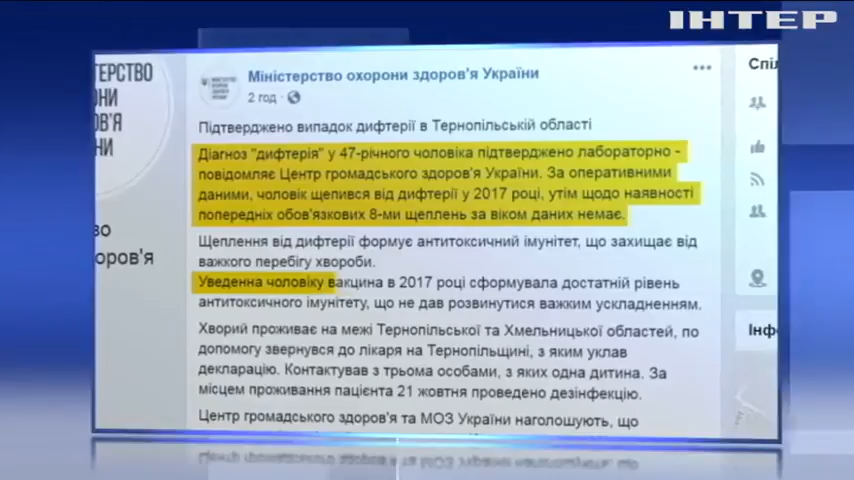 ІНТЕР
ТЕРСТВО
ОНИ
ОВ'Я
НИ
во
доров'я
Міністерство охорони здоров'я України
2 год
Підтверджено випадок дифтерії в Тернопільській області
Діагноз "дифтерія" у 47-річного чоловіка підтверджено лабораторно -
повідомляє Центр громадського здоров'я України. За оперативними
даними, чоловік щепився від дифтерії у 2017 році, утім щодо наявності
попередніх обов'язкових 8-ми щеплень за віком даних немає.
Щеплення від дифтерії формує антитоксичний імунітет, що захищає від
важкого перебігу хвороби.
Уведенна чоловіку вакцина в 2017 році сформувала достатній рівень
антитоксичного імунітету, що не дав розвинутися важким ускладненням.
Хворий проживає на межі Тернопільської та Хмельницької областей, по
допомогу звернувся до лікаря на Тернопільщині, з яким уклав
декларацію. Контактував з трьома особами, з яких одна дитина. За
місцем проживання пацієнта 21 жовтня проведено дезінфекцію.
Центр громадського здоров'я та МОЗ України наголошують, що
Спіл
Інф